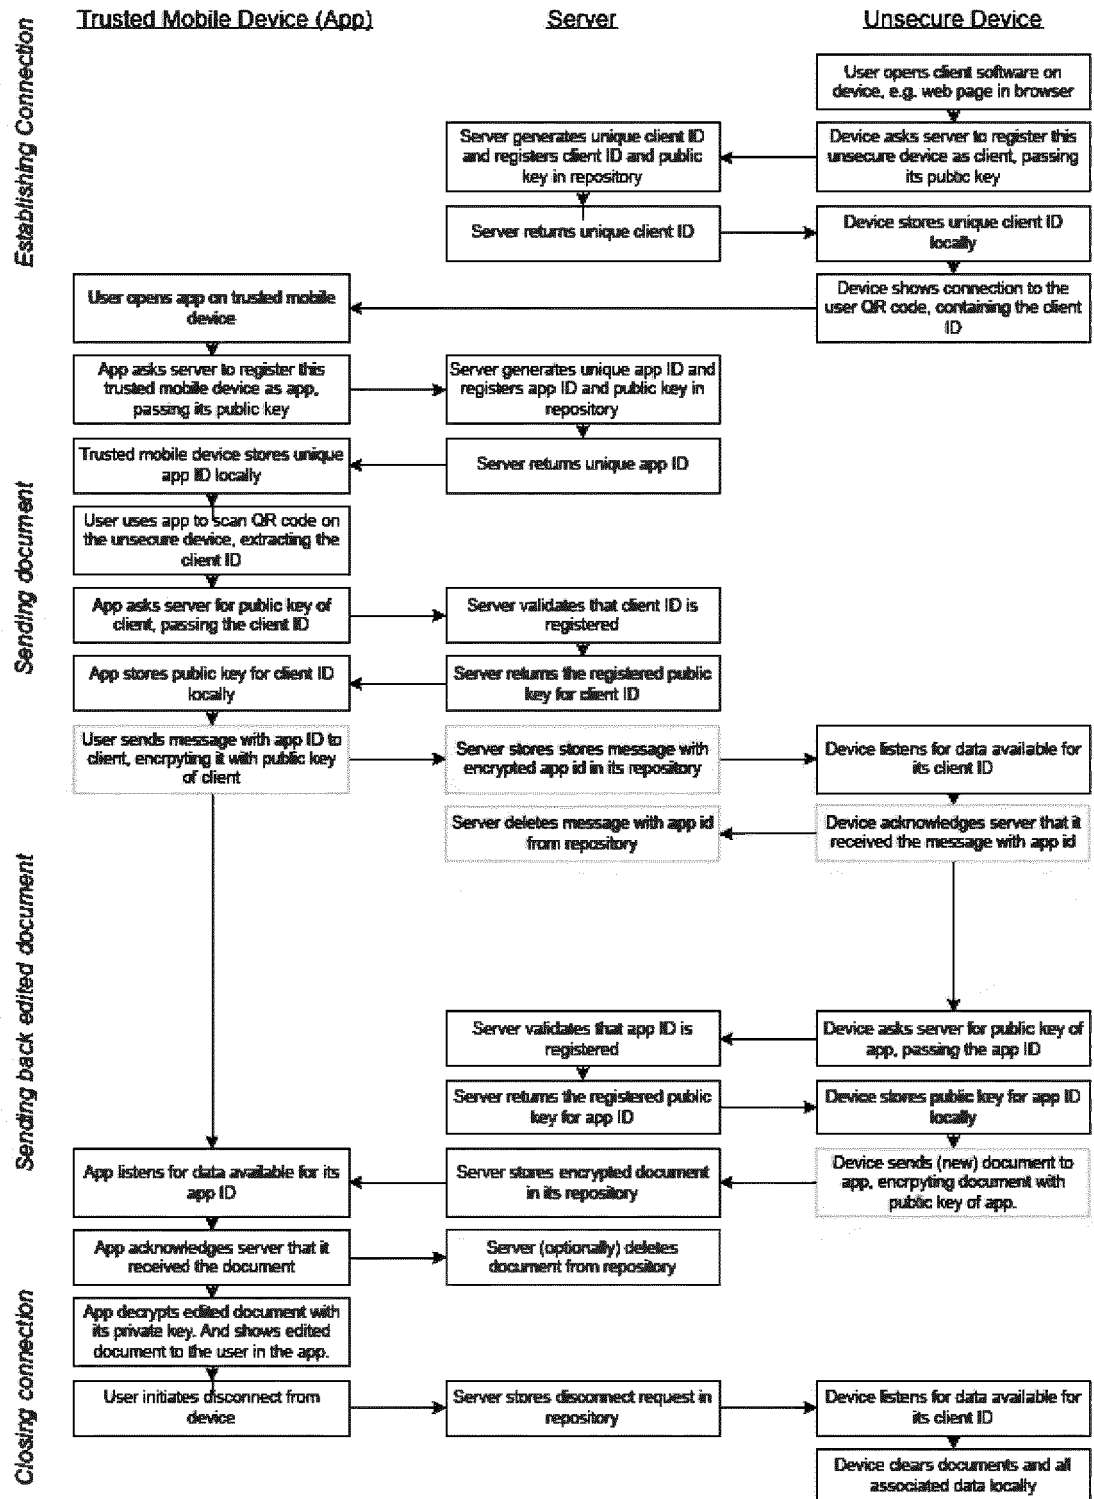 Trusted Mobile Device (App)
Server
Unsecure Device
Establishing Connection
User opens client software on
device, e.g. web page in browser
Server generates unique client ID
and registers client ID and public
key in repository
Device asks server to register this
unsecure device as client, passing
its public key
Server returns unique client ID
Device stores unique client ID
locally
User opens app on trusted mobile
device
Device shows connection to the
user QR code, containing the client
ID
App asks server to register this
trusted mobile device as app,
passing its public key
Server generates unique app ID and
registers app ID and public key in
repository
Trusted mobile device stores unique
app ID locally
Server returns unique app ID
Sending document
User uses app to scan QR code on
the unsecure device, extracting the
client ID
App asks server for public key of
client, passing the client ID
Server validates that client ID is
registered
App stores public key for client ID
locally
Server returns the registered public
key for client ID
User sends message with app ID to
client, encrpyting it with public key
of client
Server stores stores message with
encrypted app id in its repository
Device listens for data available for
its client ID
Server deletes message with app id
from repository
Device acknowledges server that it
received the message with app id
Sending back edited document
Server validates that app ID is
registered
Device asks server for public key of
app, passing the app ID
Server returns the registered public
key for app ID
Device stores public key for app ID
locally
App listens for data available for its
app ID
Server stores encrypted document
in its repository
Device sends (new) document to
app, encrpyting document with
public key of app.
App acknowledges server that it
received the document
Server (optionally) deletes
document from repository
Closing connection
App decrypts edited document with
its private key. And shows edited
document to the user in the app.
User initiates disconnect from
device
Server stores disconnect request in
repository
Device listens for data available for
its client ID
Device clears documents and all
associated data locally